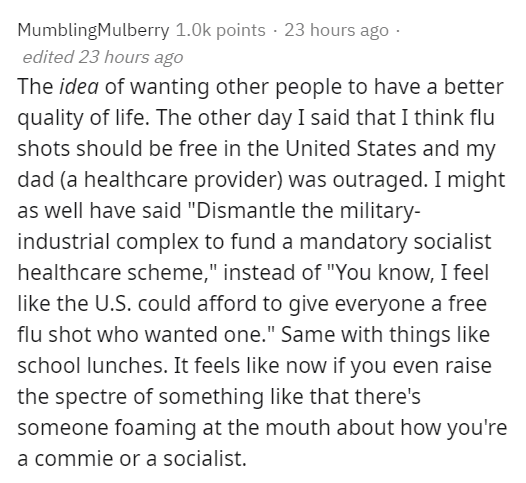 MumblingMulberry 1.0k points · 23 hours ago ·
edited 23 hours ago
The idea of wanting other people to have a better
quality of life. The other day I said that I think flu
shots should be free in the United States and my
dad (a healthcare provider) was outraged. I might
as well have said "Dismantle the military-
industrial complex to fund a mandatory socialist
healthcare scheme," instead of "You know, I feel
like the U.S. could afford to give everyone a free
flu shot who wanted one." Same with things like
school lunches. It feels like now if you even raise
the spectre of something like that there's
someone foaming at the mouth about how you're
a commie or a socialist.